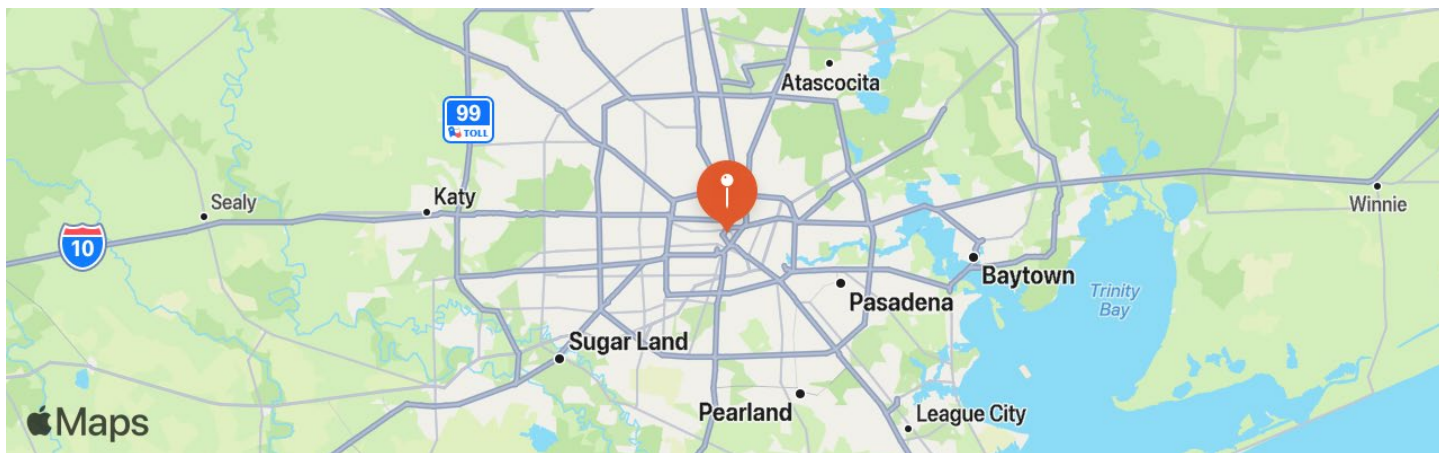 Atascocita
99
TOLL
Katy
Sealy
Winnie
10
Baytown
Pasadena
Trinity
Bay
Sugar Land
Pearland
League City
Maps